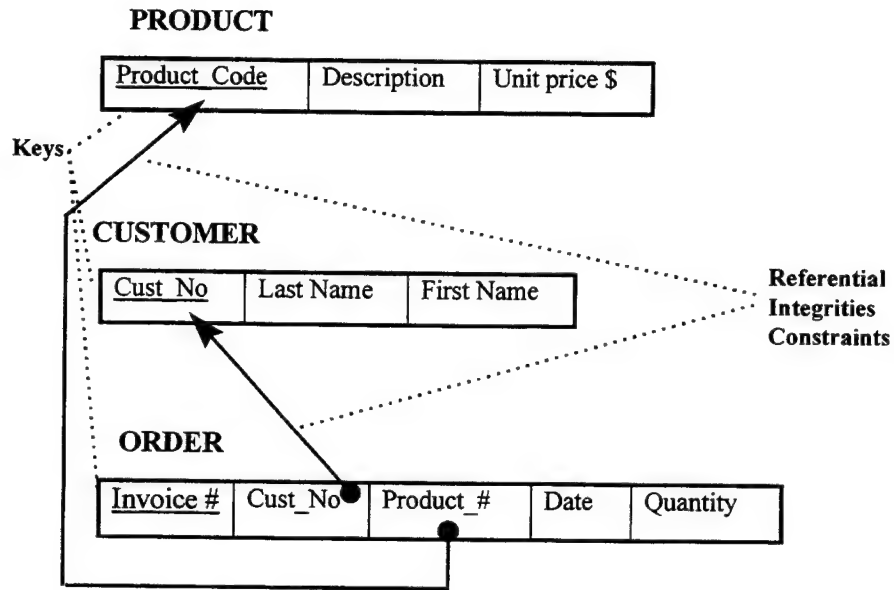 PRODUCT
Product_Code Description Unit price $
Keys
CUSTOMER
Cust_No Last Name First Name
Referential
Integrities
Constraints
ORDER
Invoice # Cust_No Product_# Date Quantity